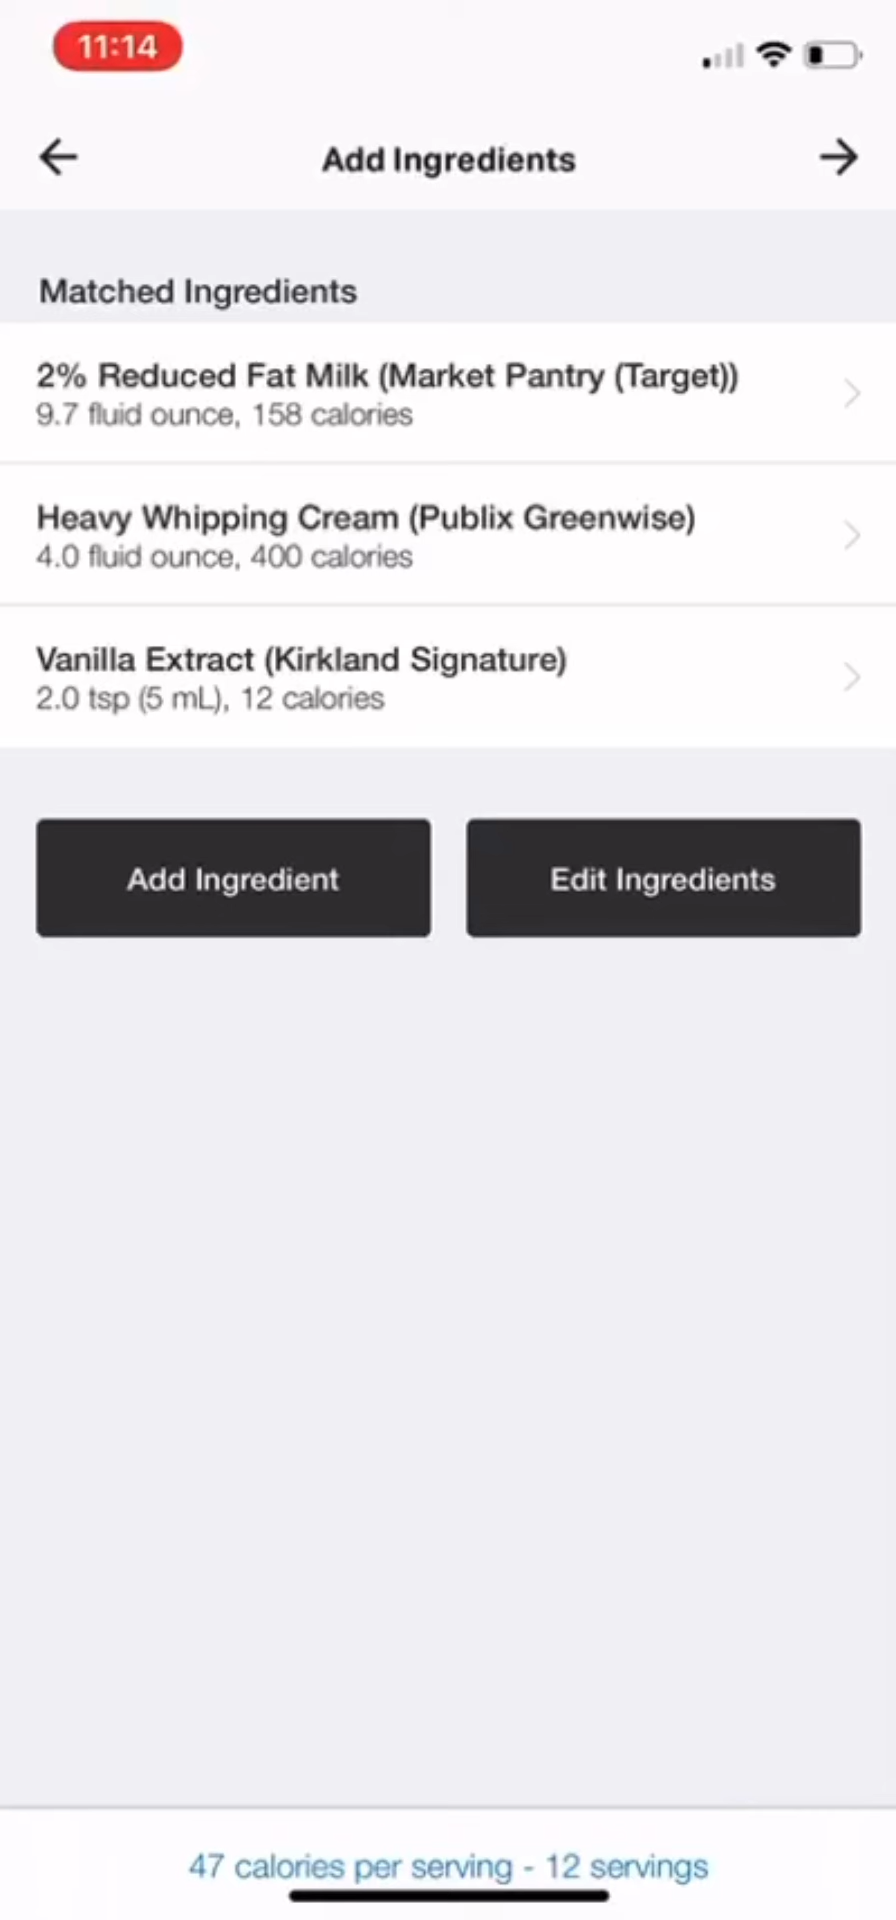 11:14
Add Ingredients
Matched Ingredients
2% Reduced Fat Milk (Market Pantry (Target))
9.7 fluid ounce, 158 calories
Heavy Whipping Cream (Publix Greenwise)
4.0 fluid ounce, 400 calories
Vanilla Extract (Kirkland Signature)
2.0 tsp (5 mL), 12 calories
Add Ingredient
Edit Ingredients
47 calories per serving - 12 servings